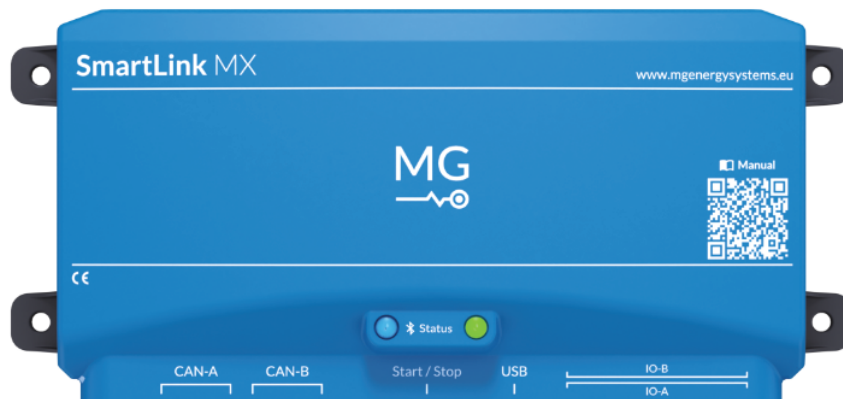 SmartLink MX
www.mgenergysystems.eu
MG
Manual
CE
Status
CAN-A
CAN-B
Start / Stop
USB
IO-B
IO-A